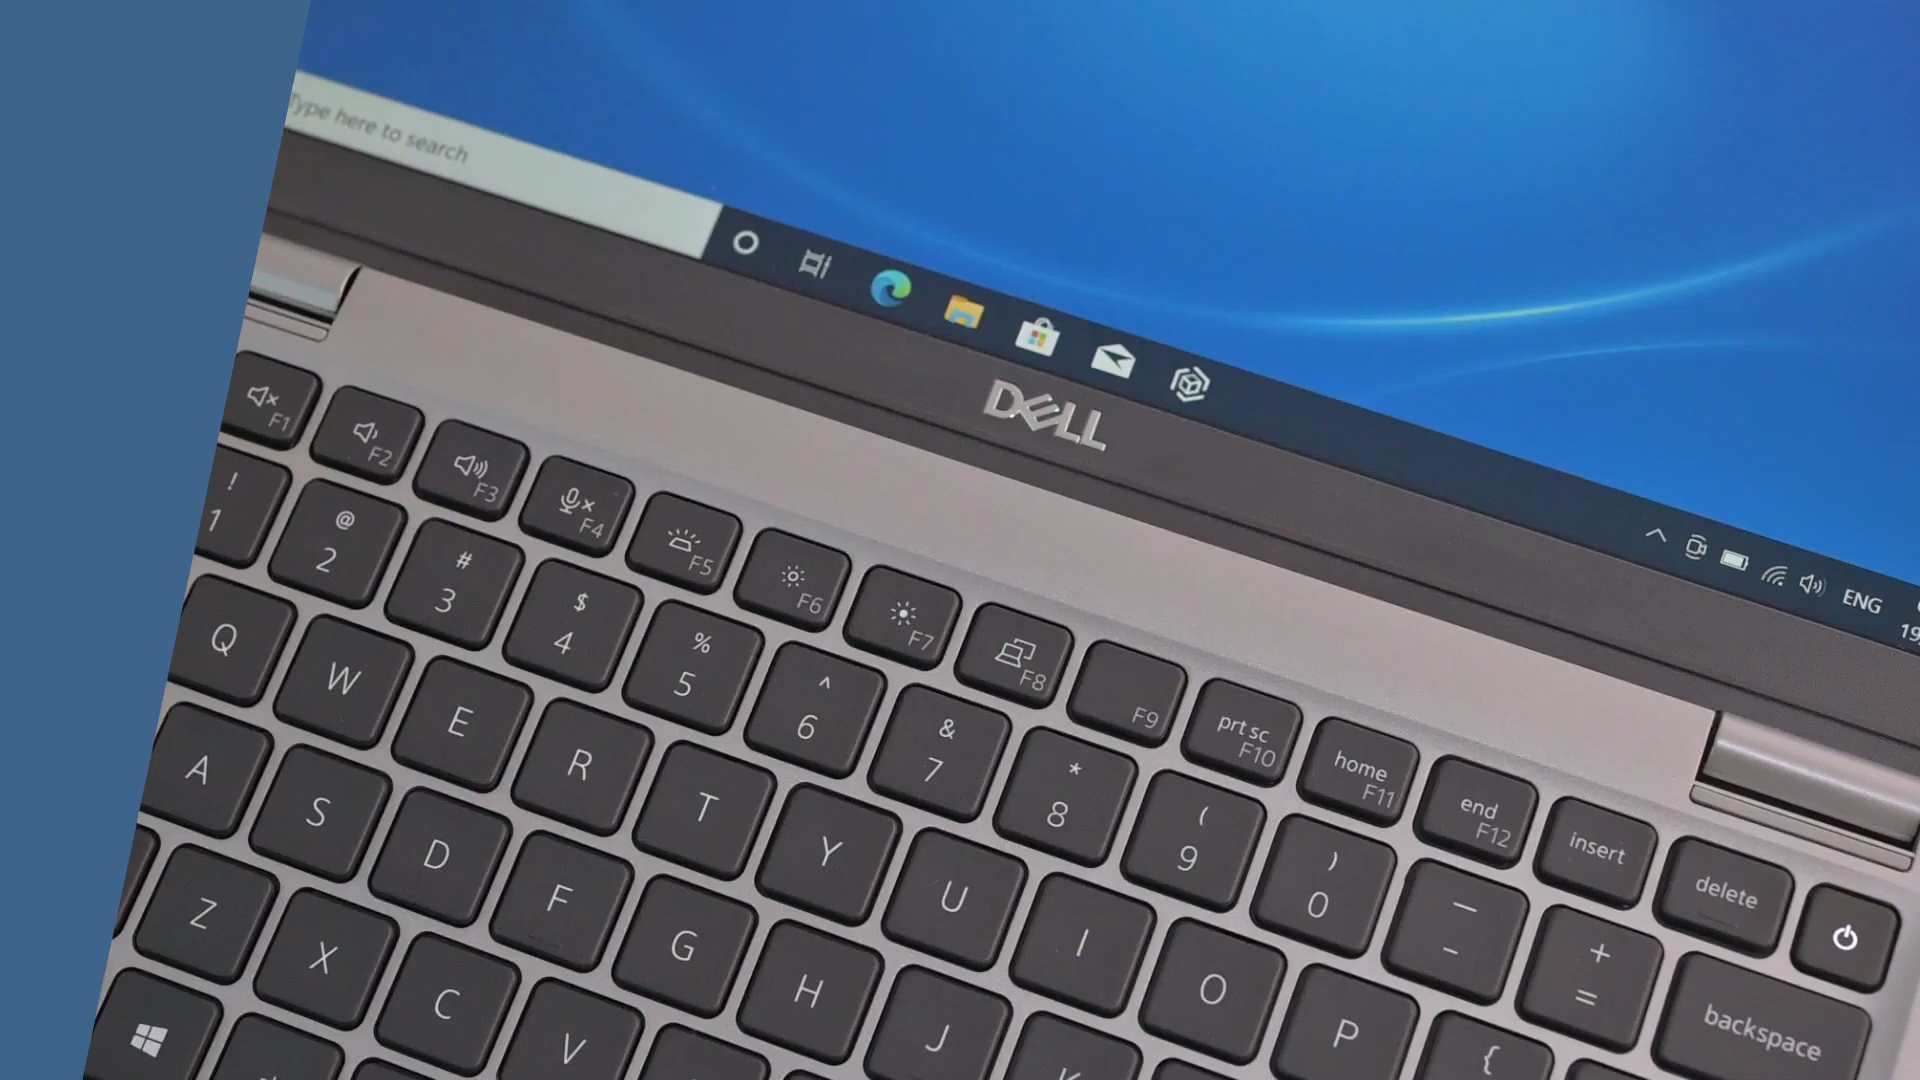 Type here to search
DELL
ENG
19
F1
F2
F3
F4
F5
F6
F7
F8
F9
prt sc
F10
home
F11
end
F12
insert
delete
!
1
@
2
#
3
$
4
%
5
^
6
&
7
*
8
(
9
)
0
_
-
+
=
backspace
Q
W
E
R
T
Y
U
I
O
P
{
A
S
D
F
G
H
J
K
Z
X
C
V